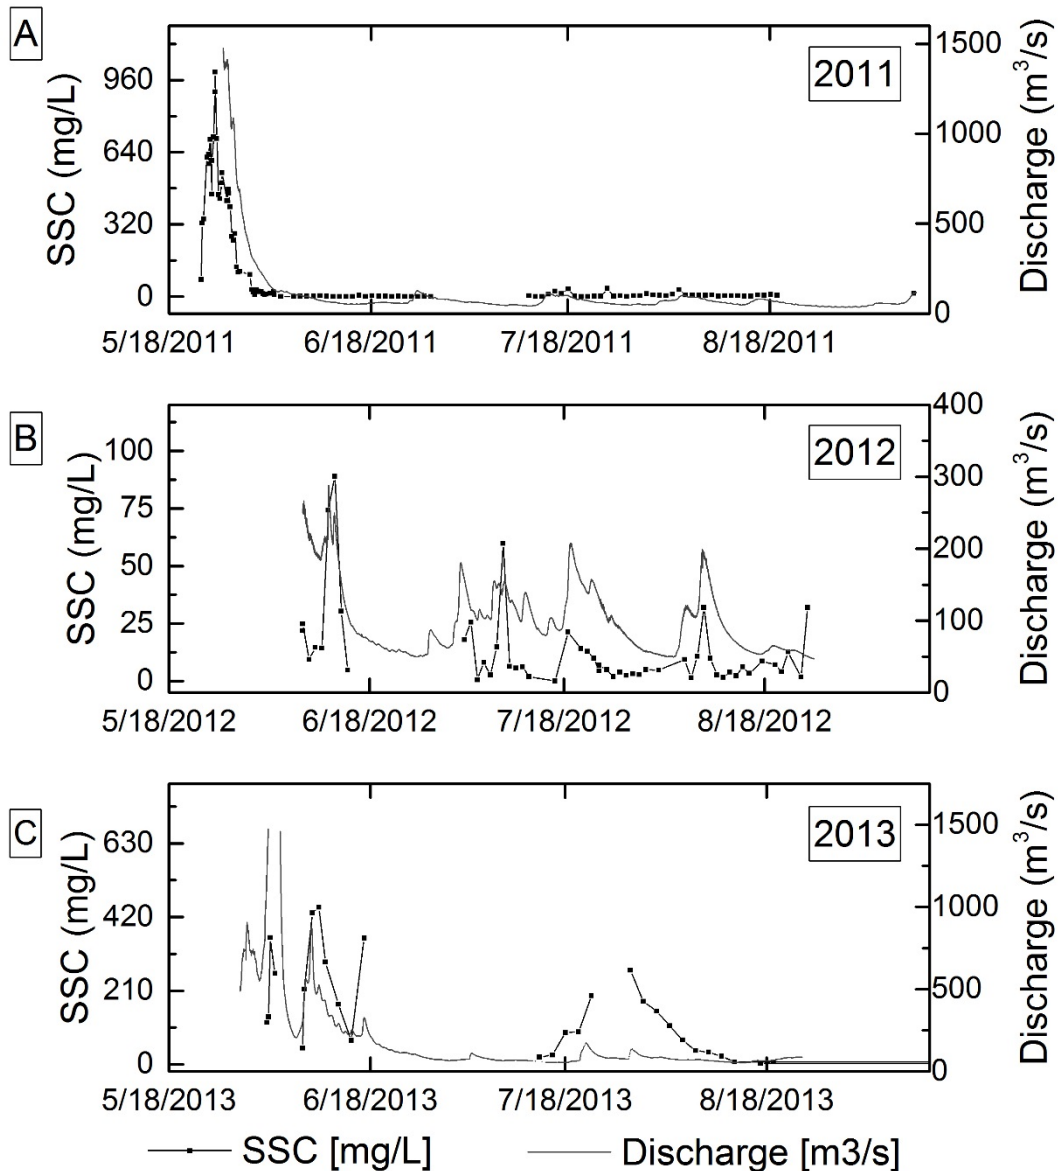 A
2011
SSC (mg/L)
960
640
320
0
Discharge (m³/s)
1500
1000
500
0
5/18/2011 6/18/2011 7/18/2011 8/18/2011
B
2012
SSC (mg/L)
100
75
50
25
0
Discharge (m³/s)
400
300
200
100
0
5/18/2012 6/18/2012 7/18/2012 8/18/2012
C
2013
SSC (mg/L)
630
420
210
0
Discharge (m³/s)
1500
1000
500
0
5/18/2013 6/18/2013 7/18/2013 8/18/2013
SSC [mg/L] Discharge [m3/s]